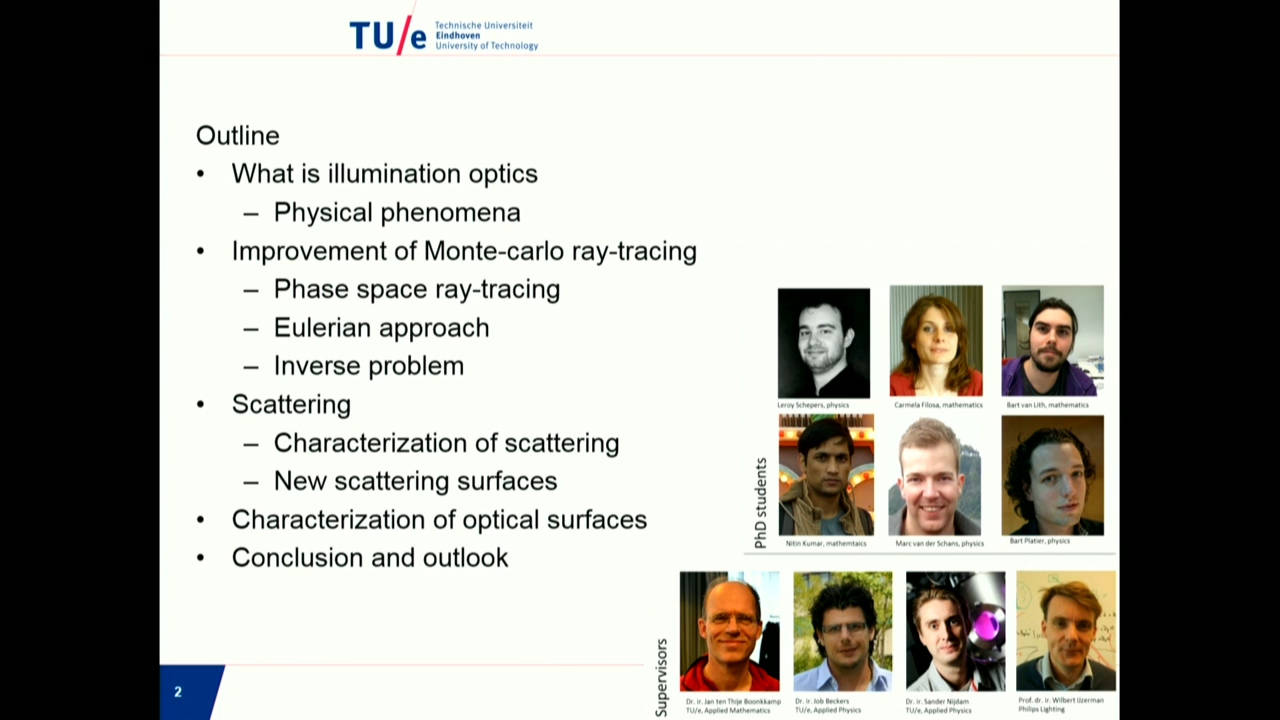 TU/e
Technische Universiteit
Eindhoven
University of Technology
Outline
• What is illumination optics
– Physical phenomena
• Improvement of Monte-carlo ray-tracing
– Phase space ray-tracing
– Eulerian approach
– Inverse problem
• Scattering
– Characterization of scattering
– New scattering surfaces
• Characterization of optical surfaces
• Conclusion and outlook
PhD students
Leroy Schepers, physics
Carmela Filosa, mathematics
Bart van Lith, mathematics
Nitin Kumar, mathemtaics
Marc van der Schans, physics
Bart Platier, physics
Supervisors
Dr. ir. Jan ten Thije Boonkkamp
TU/e, Applied Mathematics
Dr. ir. Job Beckers
TU/e, Applied Physics
Dr. ir. Sander Nijdam
TU/e, Applied Physics
Prof. dr. ir. Wilbert IJzerman
Philips Lighting
2